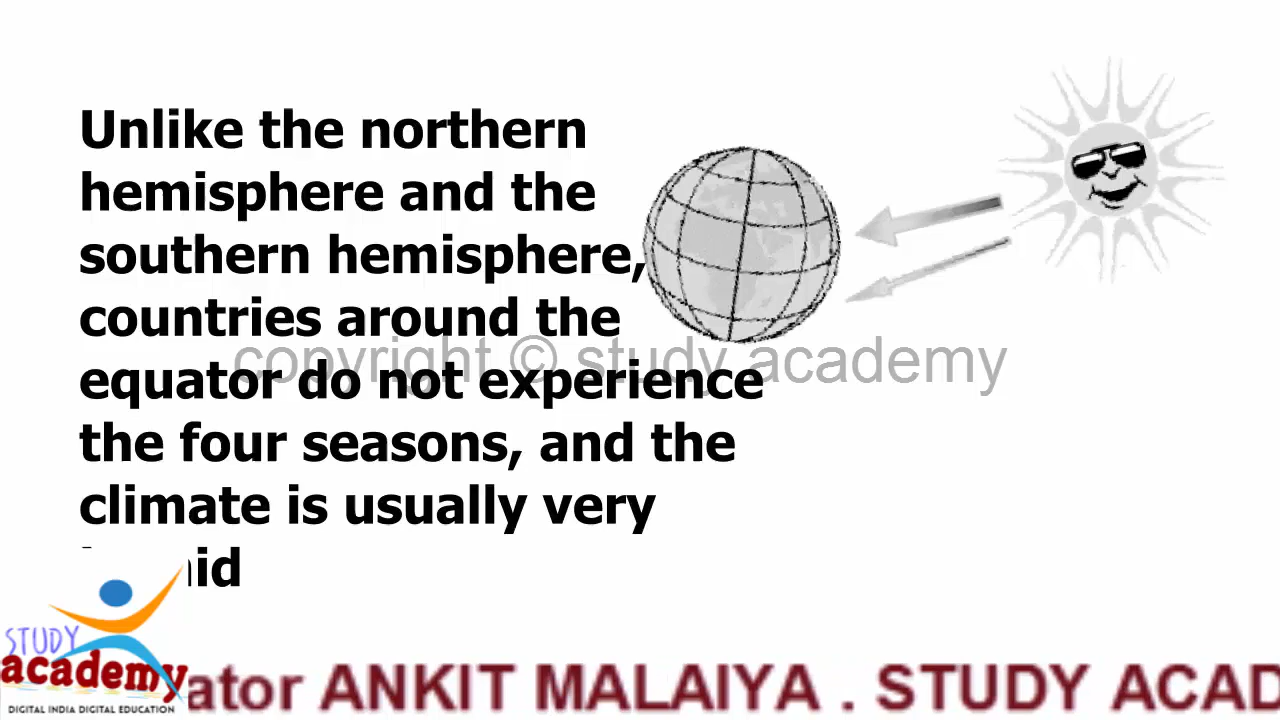 Unlike the northern
hemisphere and the
southern hemisphere,
countries around the
copyright © study academy
equator do not experience
the four seasons, and the
climate is usually very
STUDY
academy
DIGITAL INDIA DIGITAL EDUCATION
ator ANKIT MALAIYA . STUDY ACAD